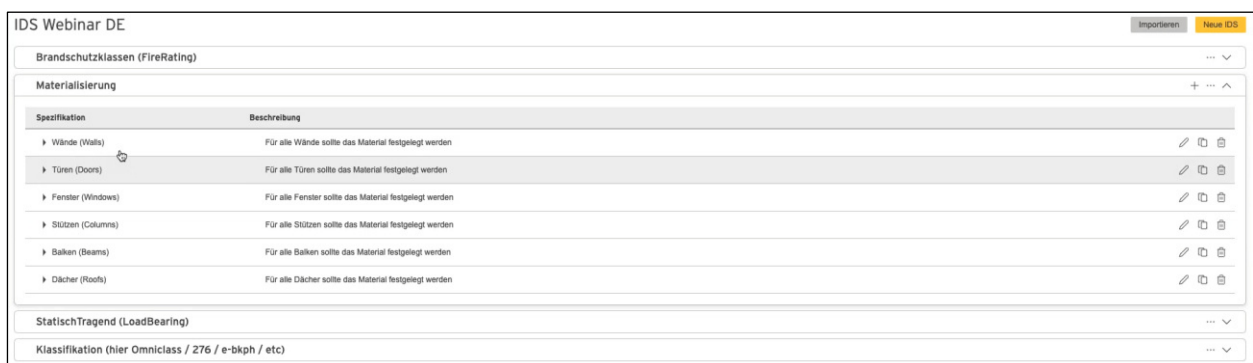 IDS Webinar DE
Importieren
Neue IDS
Brandschutzklassen (FireRating)
Materialisierung
Spezifikation Beschreibung
Wände (Walls) Für alle Wände sollte das Material festgelegt werden
Türen (Doors) Für alle Türen sollte das Material festgelegt werden
Fenster (Windows) Für alle Fenster sollte das Material festgelegt werden
Stützen (Columns) Für alle Stützen sollte das Material festgelegt werden
Balken (Beams) Für alle Balken sollte das Material festgelegt werden
Dächer (Roofs) Für alle Dächer sollte das Material festgelegt werden
StatischTragend (LoadBearing)
Klassifikation (hier Omniclass / 276 / e-bkph / etc)